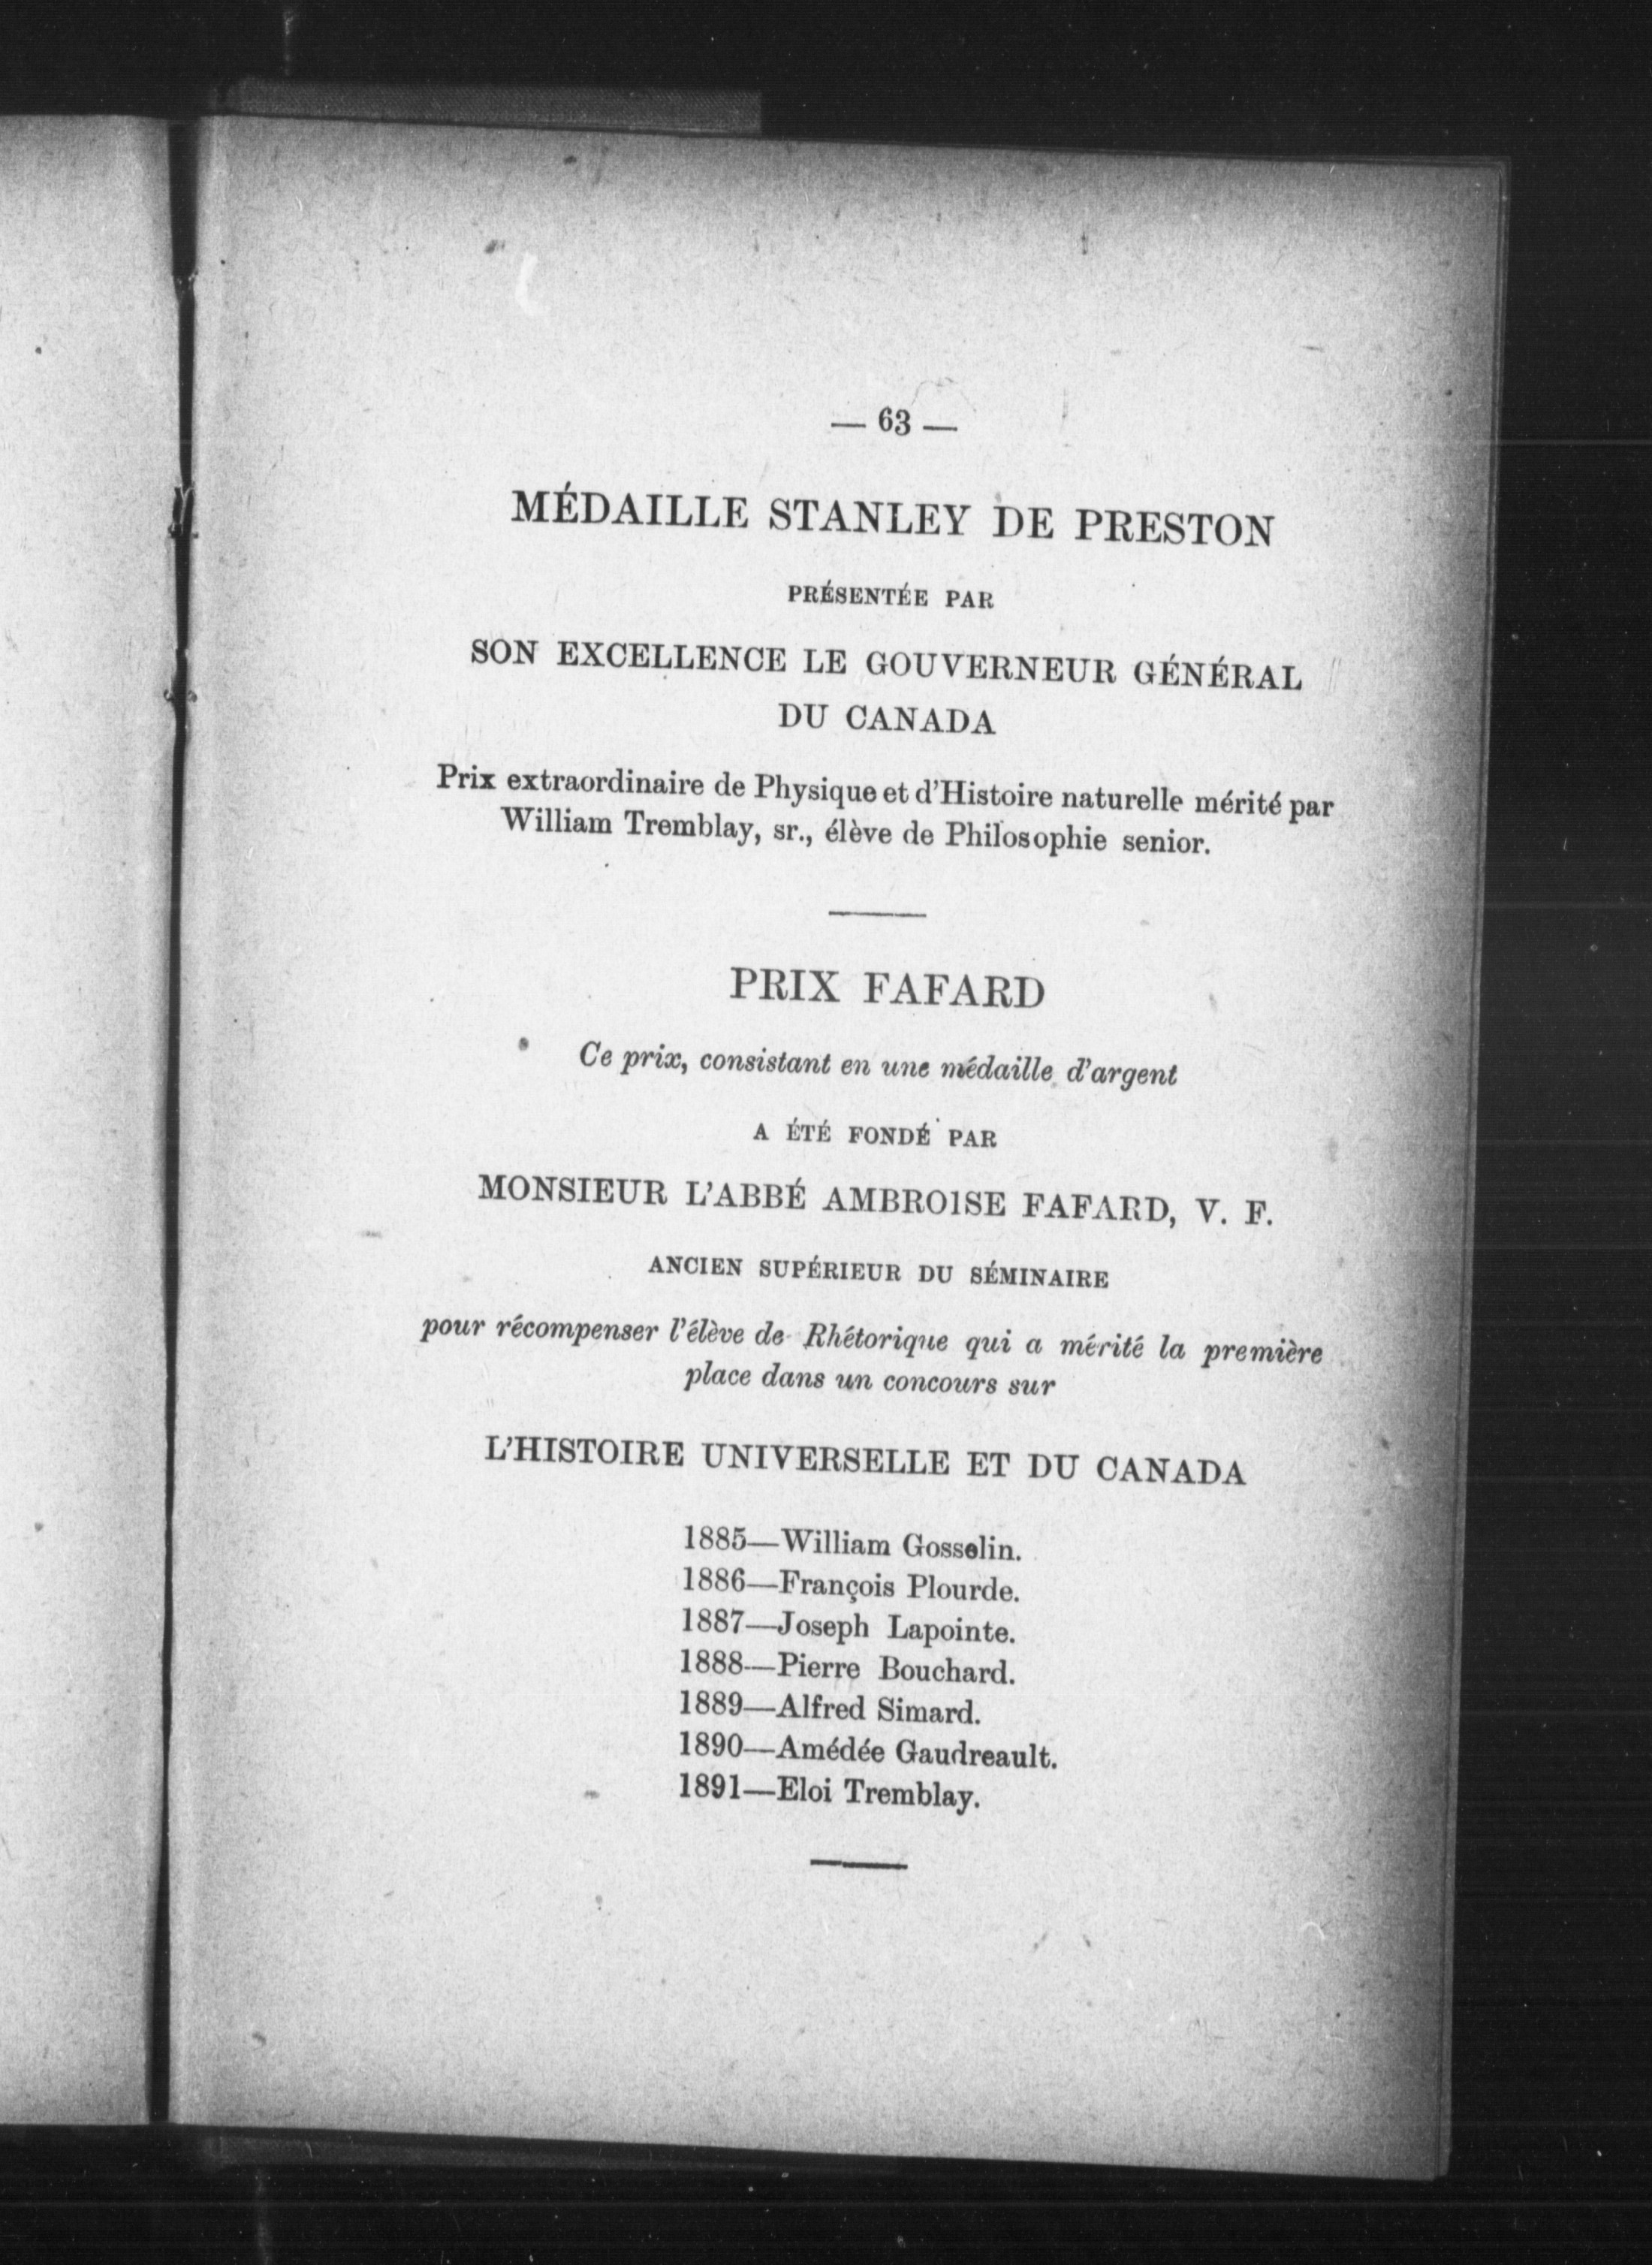 — 63 —
MÉDAILLE STANLEY DE PRESTON
PRÉSENTÉE PAR
SON EXCELLENCE LE GOUVERNEUR GÉNÉRAL
DU CANADA
Prix extraordinaire de Physique et d'Histoire naturelle mérité par
William Tremblay, sr., élève de Philosophie senior.
PRIX FAFARD
Ce prix, consistant en une médaille d'argent
A ÉTÉ FONDÉ PAR
MONSIEUR L'ABBÉ AMBROISE FAFARD, V. F.
ANCIEN SUPÉRIEUR DU SÉMINAIRE
pour récompenser l'élève de Rhétorique qui a mérité la première
place dans un concours sur
L'HISTOIRE UNIVERSELLE ET DU CANADA
1885—William Gosselin.
1886—François Plourde.
1887—Joseph Lapointe.
1888—Pierre Bouchard.
1889—Alfred Simard.
1890—Amédée Gaudreault.
1891—Eloi Tremblay.